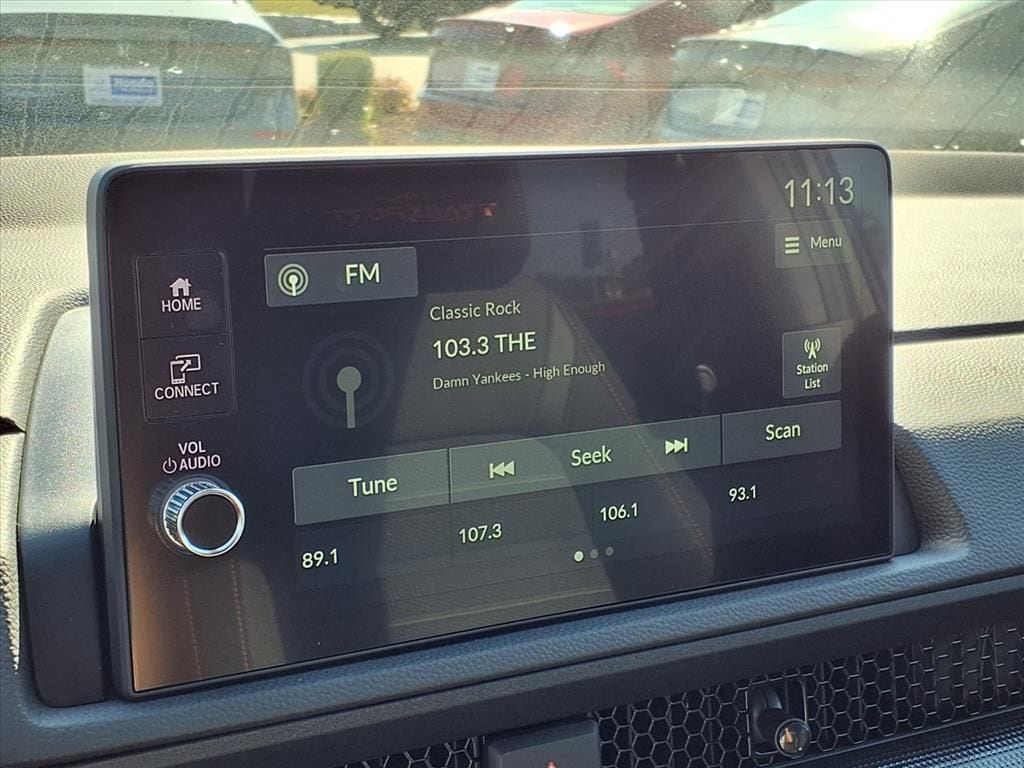 11:13
Menu
HOME
FM
Classic Rock
103.3 THE
Damn Yankees - High Enough
Station
List
CONNECT
VOL
AUDIO
Tune
Seek
Scan
89.1
107.3
106.1
93.1